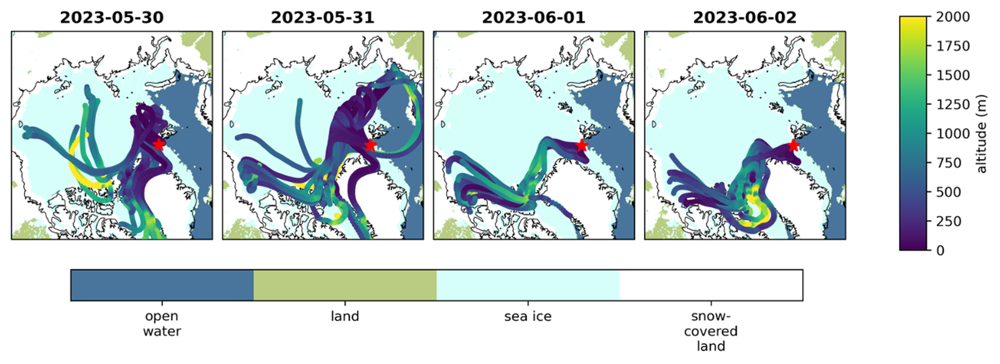 2023-05-30
2023-05-31
2023-06-01
2023-06-02
2000
1750
1500
1250
1000
750
500
250
0
altitude (m)
open
water
land
sea ice
snow-
covered
land